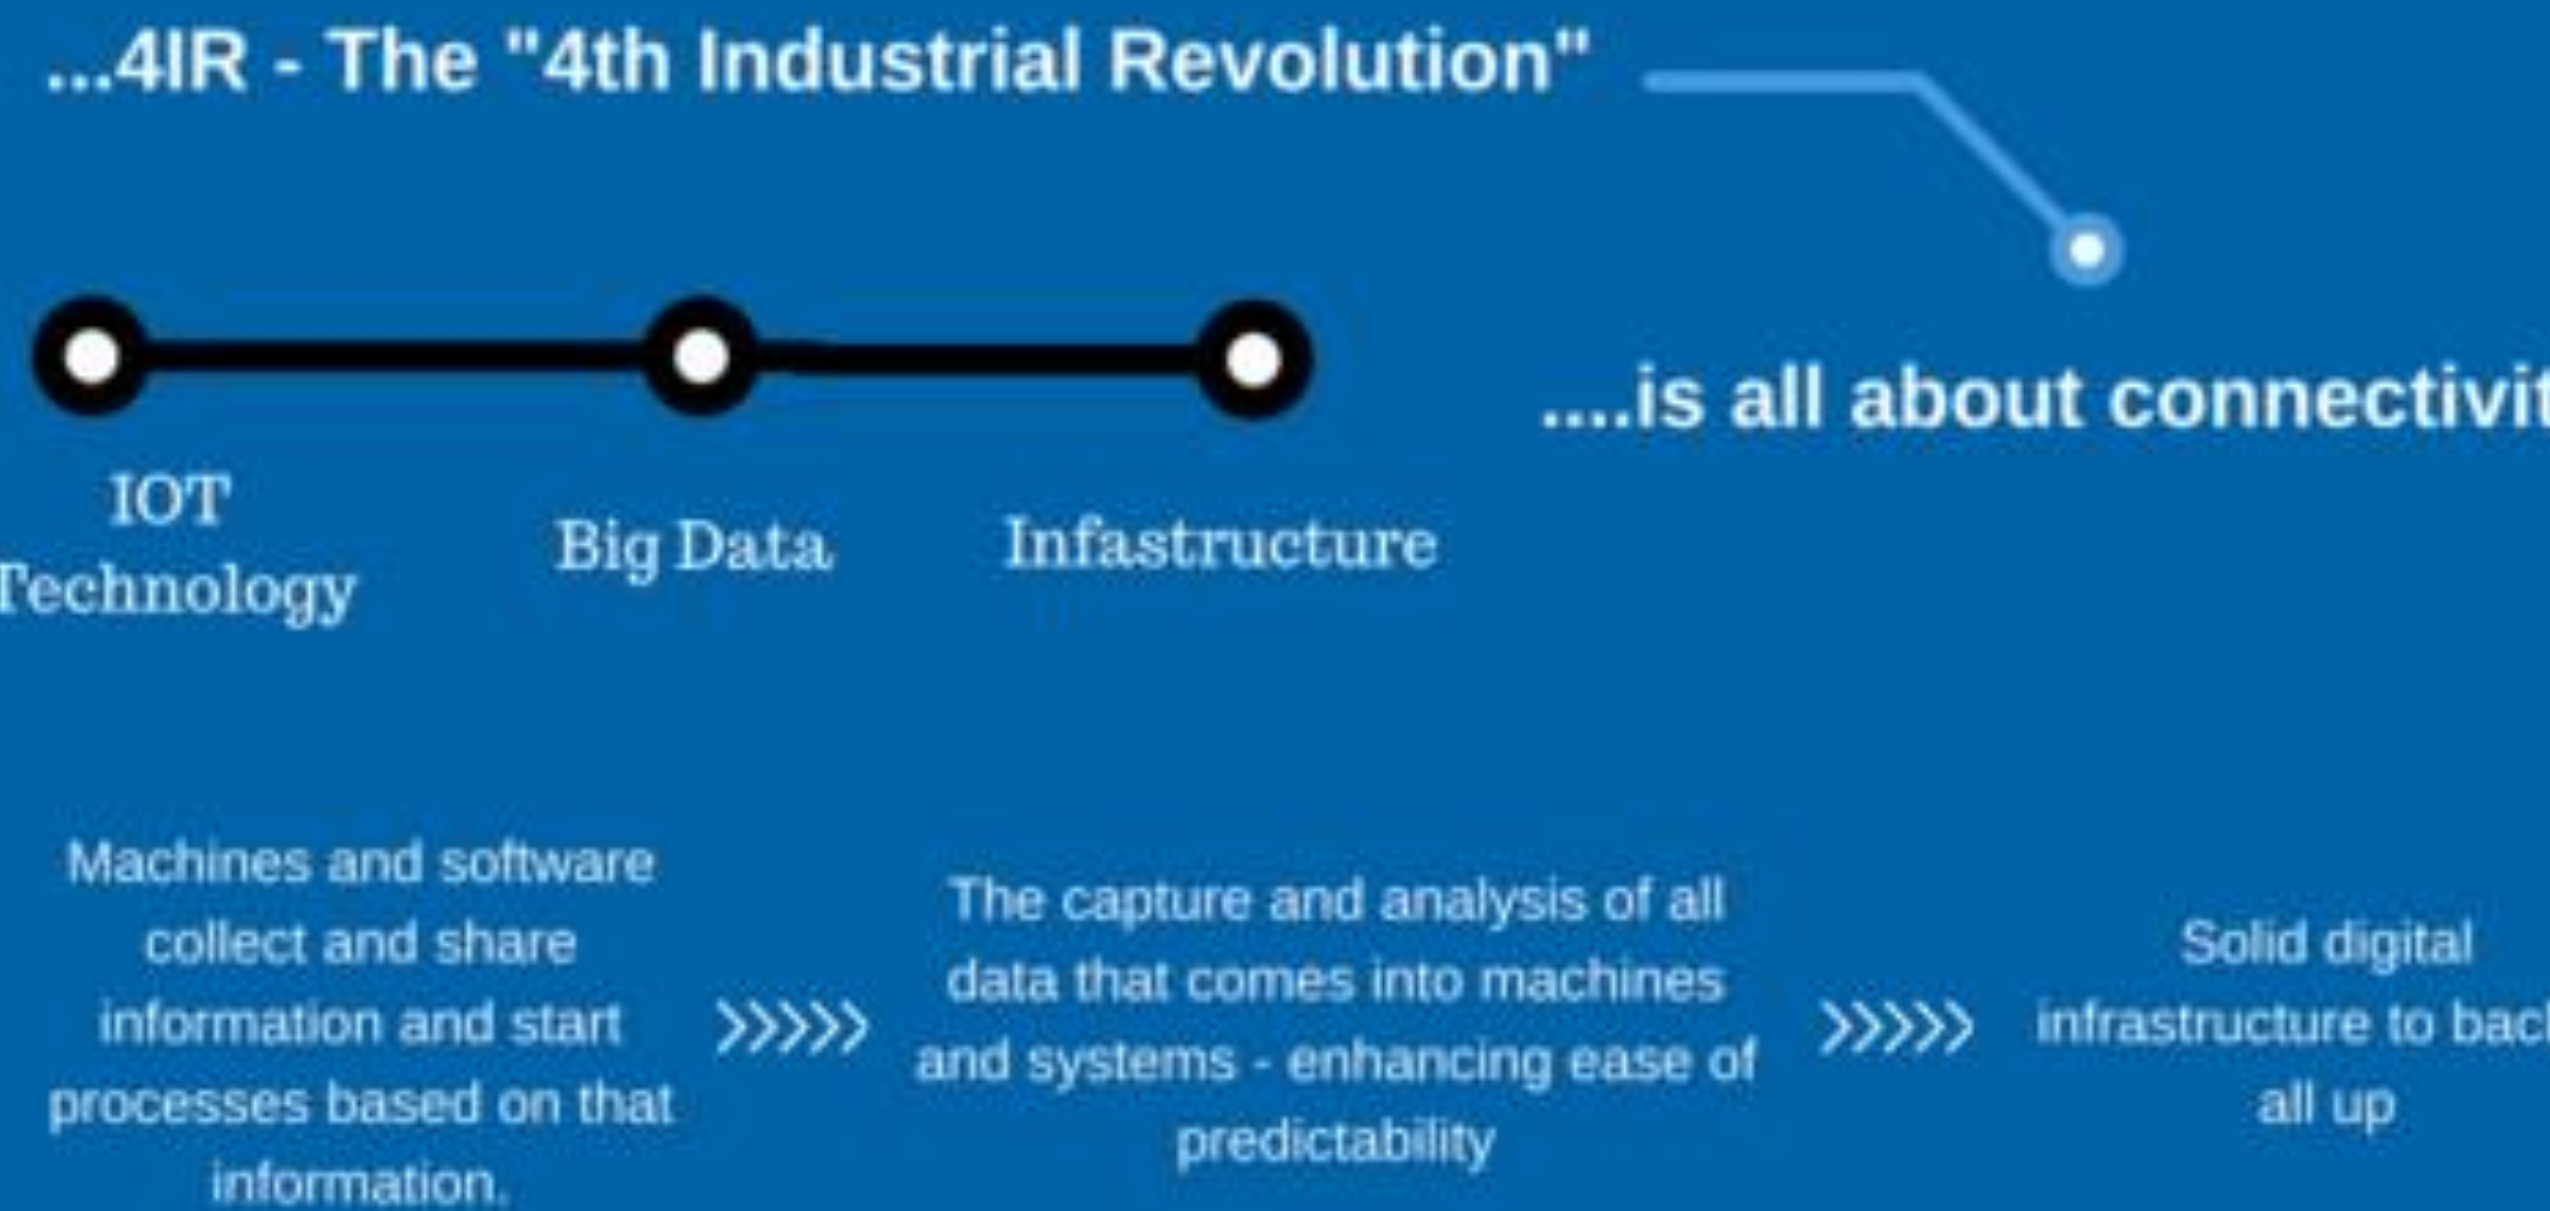 ...4IR - The "4th Industrial Revolution"
....is all about connectivit
IOT
Technology
Big Data
Infastructure
Machines and software
collect and share
information and start
processes based on that
information.
The capture and analysis of all
data that comes into machines
and systems - enhancing ease of
predictability
Solid digital
infrastructure to back
all up